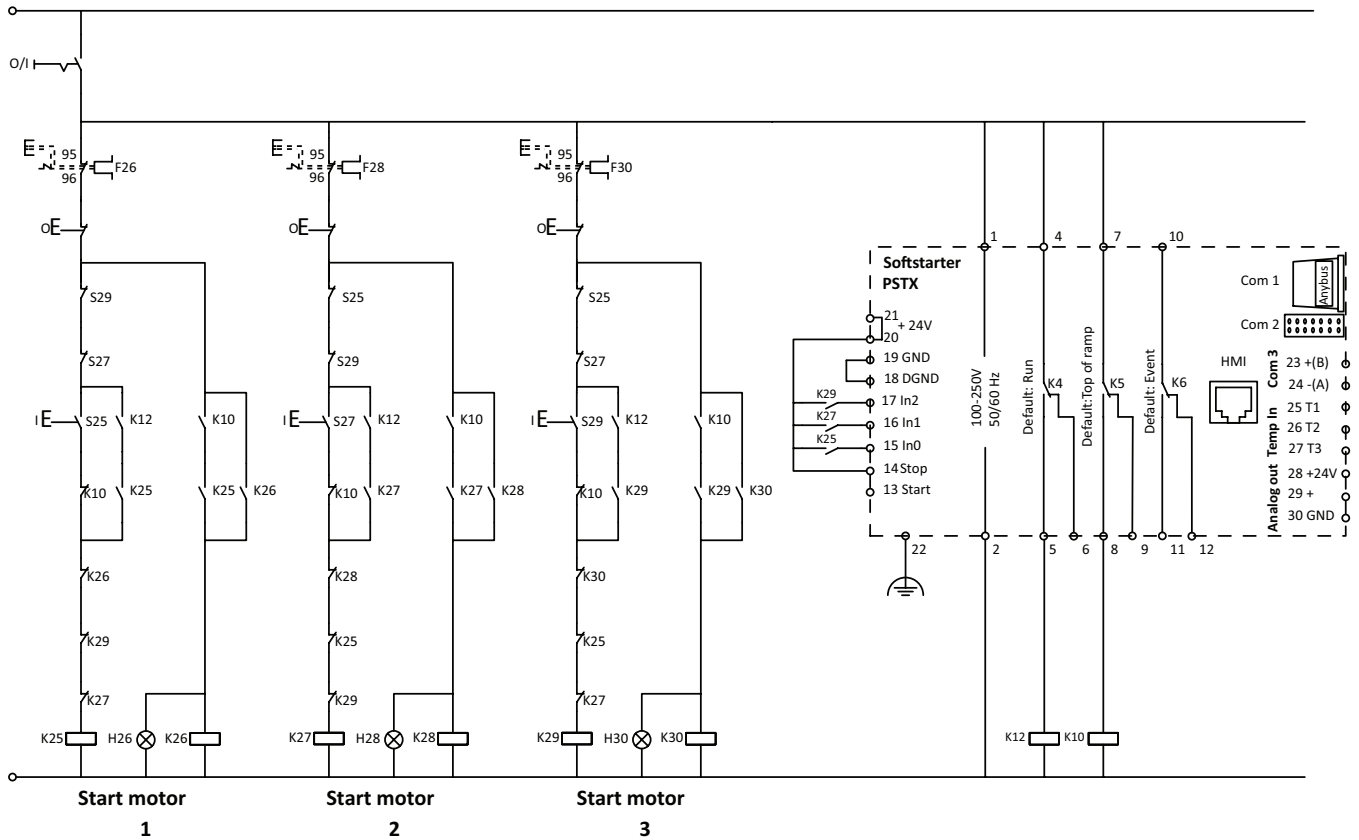 O/I
95
96
F26
95
96
F28
95
96
F30
O
O
O
S29
S25
S25
S27
S29
S27
I
S25
K12
K10
I
S27
K12
K10
I
S29
K12
K10
K10
K25
K25
K26
K10
K27
K27
K28
K10
K29
K29
K30
K26
K28
K30
K29
K25
K25
K27
K29
K27
K25
H26
K26
K27
H28
K28
K29
H30
K30
K12
K10
Start motor
1
Start motor
2
Start motor
3
1
4
7
10
Softstarter
PSTX
21
+ 24V
20
19 GND
18 DGND
17 In2
16 In1
15 In0
14 Stop
13 Start
K29
K27
K25
100-250V
50/60 Hz
Default: Run
K4
Default:Top of ramp
K5
Default: Event
K6
HMI
Com 1
Anybus
Com 2
Com 3
Temp In
Analog out
23 +(B)
24 -(A)
25 T1
26 T2
27 T3
28 +24V
29 +
30 GND
22
2
5
6
8
9
11
12